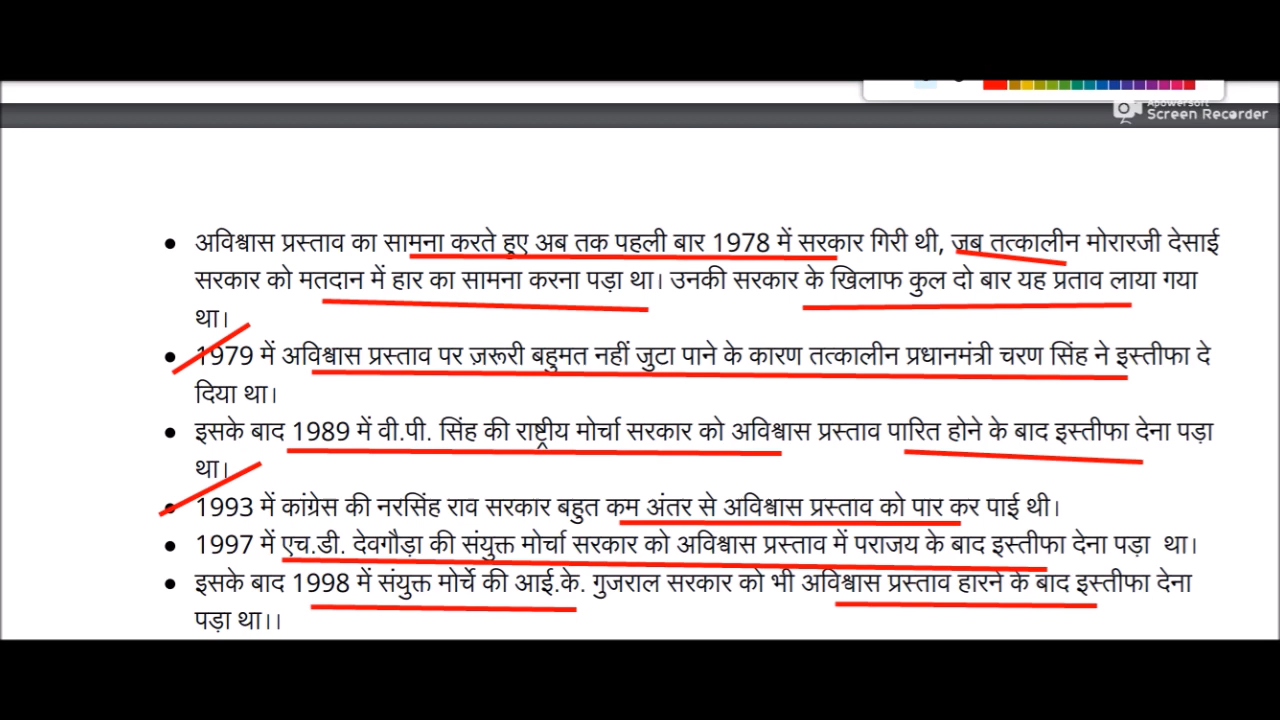 Apowersoft
Screen Recorder
• अविश्वास प्रस्ताव का सामना करते हुए अब तक पहली बार 1978 में सरकार गिरी थी, जब तत्कालीन मोरारजी देसाई
सरकार को मतदान में हार का सामना करना पड़ा था। उनकी सरकार के खिलाफ कुल दो बार यह प्रताव लाया गया
था।
• 1979 में अविश्वास प्रस्ताव पर ज़रूरी बहुमत नहीं जुटा पाने के कारण तत्कालीन प्रधानमंत्री चरण सिंह ने इस्तीफा दे
दिया था।
• इसके बाद 1989 में वी.पी. सिंह की राष्ट्रीय मोर्चा सरकार को अविश्वास प्रस्ताव पारित होने के बाद इस्तीफा देना पड़ा
था।
• 1993 में कांग्रेस की नरसिंह राव सरकार बहुत कम अंतर से अविश्वास प्रस्ताव को पार कर पाई थी।
• 1997 में एच.डी. देवगौड़ा की संयुक्त मोर्चा सरकार को अविश्वास प्रस्ताव में पराजय के बाद इस्तीफा देना पड़ा था।
• इसके बाद 1998 में संयुक्त मोर्चे की आई.के. गुजराल सरकार को भी अविश्वास प्रस्ताव हारने के बाद इस्तीफा देना
पड़ा था।।